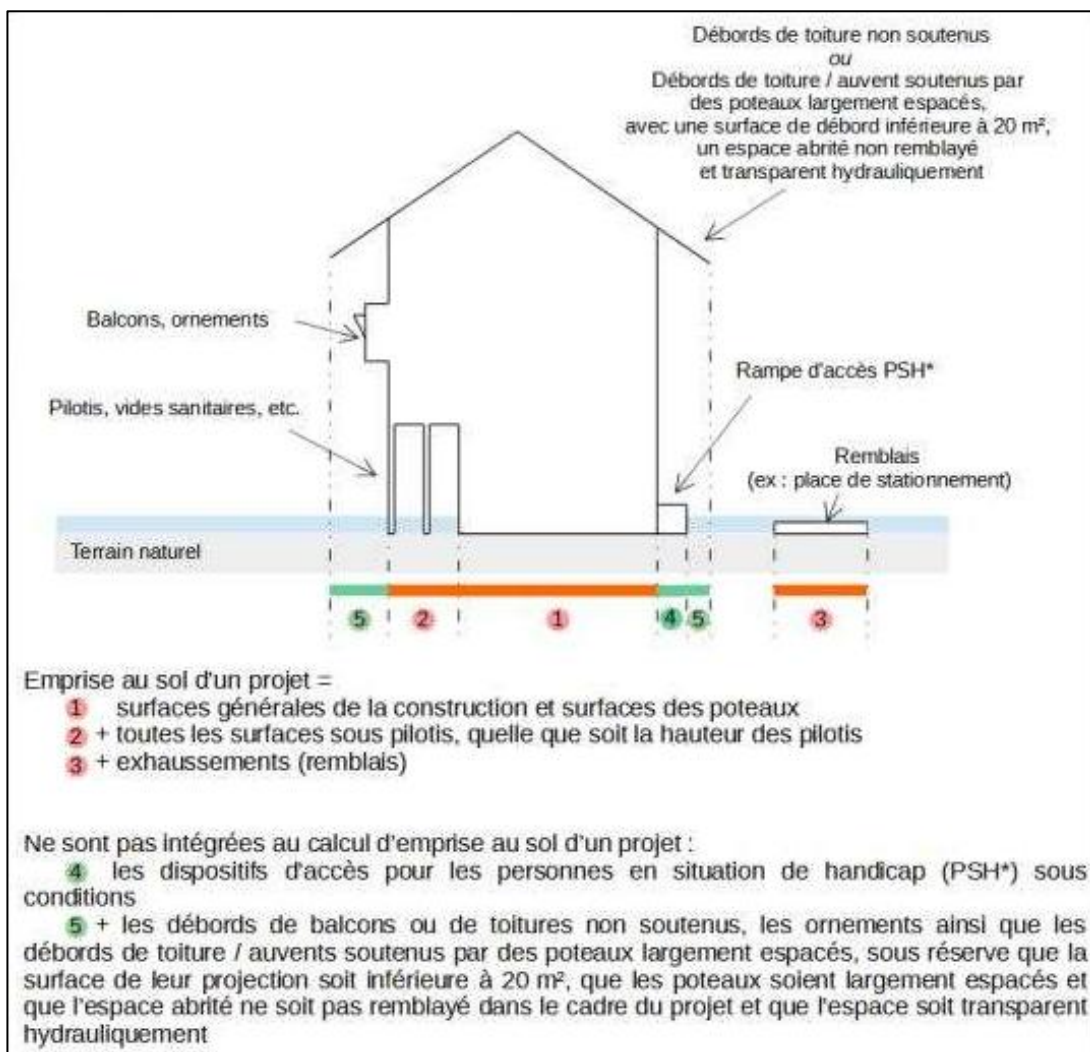 Débords de toiture non soutenus
ou
Débords de toiture / auvent soutenus par
des poteaux largement espacés,
avec une surface de débord inférieure à 20 m²,
un espace abrité non remblayé
et transparent hydrauliquement
Balcons, ornements
Rampe d'accès PSH*
Pilotis, vides sanitaires, etc.
Remblais
(ex : place de stationnement)
Terrain naturel
5 2 1 4 5 3
Emprise au sol d'un projet =
1 surfaces générales de la construction et surfaces des poteaux
2 + toutes les surfaces sous pilotis, quelle que soit la hauteur des pilotis
3 + exhaussements (remblais)
Ne sont pas intégrées au calcul d'emprise au sol d'un projet :
4 les dispositifs d'accès pour les personnes en situation de handicap (PSH*) sous
conditions
5 + les débords de balcons ou de toitures non soutenus, les ornements ainsi que les
débords de toiture / auvents soutenus par des poteaux largement espacés, sous réserve que la
surface de leur projection soit inférieure à 20 m², que les poteaux soient largement espacés et
que l'espace abrité ne soit pas remblayé dans le cadre du projet et que l'espace soit transparent
hydrauliquement